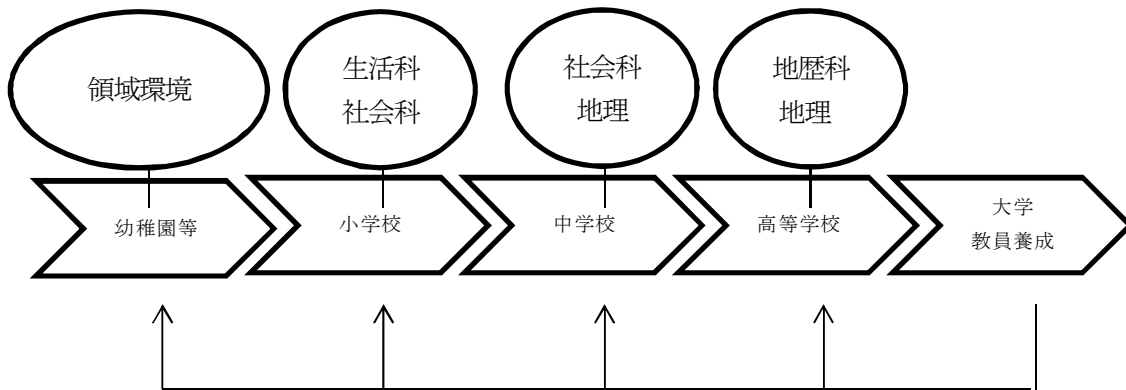 領域環境
生活科
社会科
社会科
地理
地歴科
地理
幼稚園等
小学校
中学校
高等学校
大学
教員養成